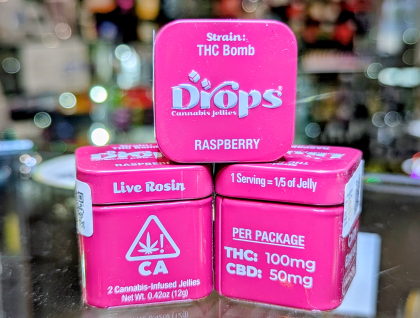 Strain:
THC Bomb
Drops®
Cannabis Jellies
RASPBERRY
Live Rosin
CA
2 Cannabis-Infused Jellies
Net Wt. 0.42oz (12g)
1 Serving = 1/5 of Jelly
PER PACKAGE
THC: 100mg
CBD: 50mg